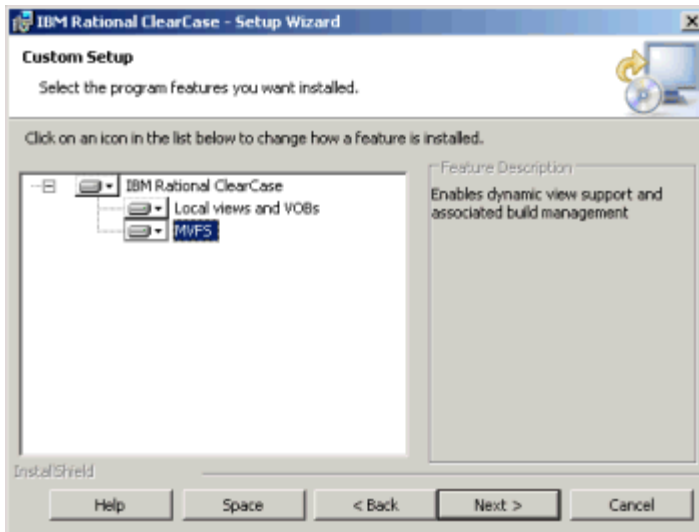 IBM Rational ClearCase - Setup Wizard
Custom Setup
Select the program features you want installed.
Click on an icon in the list below to change how a feature is installed.
IBM Rational ClearCase
Local views and VOBs
MVFS
Feature Description
Enables dynamic view support and
associated build management
InstallShield
Help
Space
< Back
Next >
Cancel